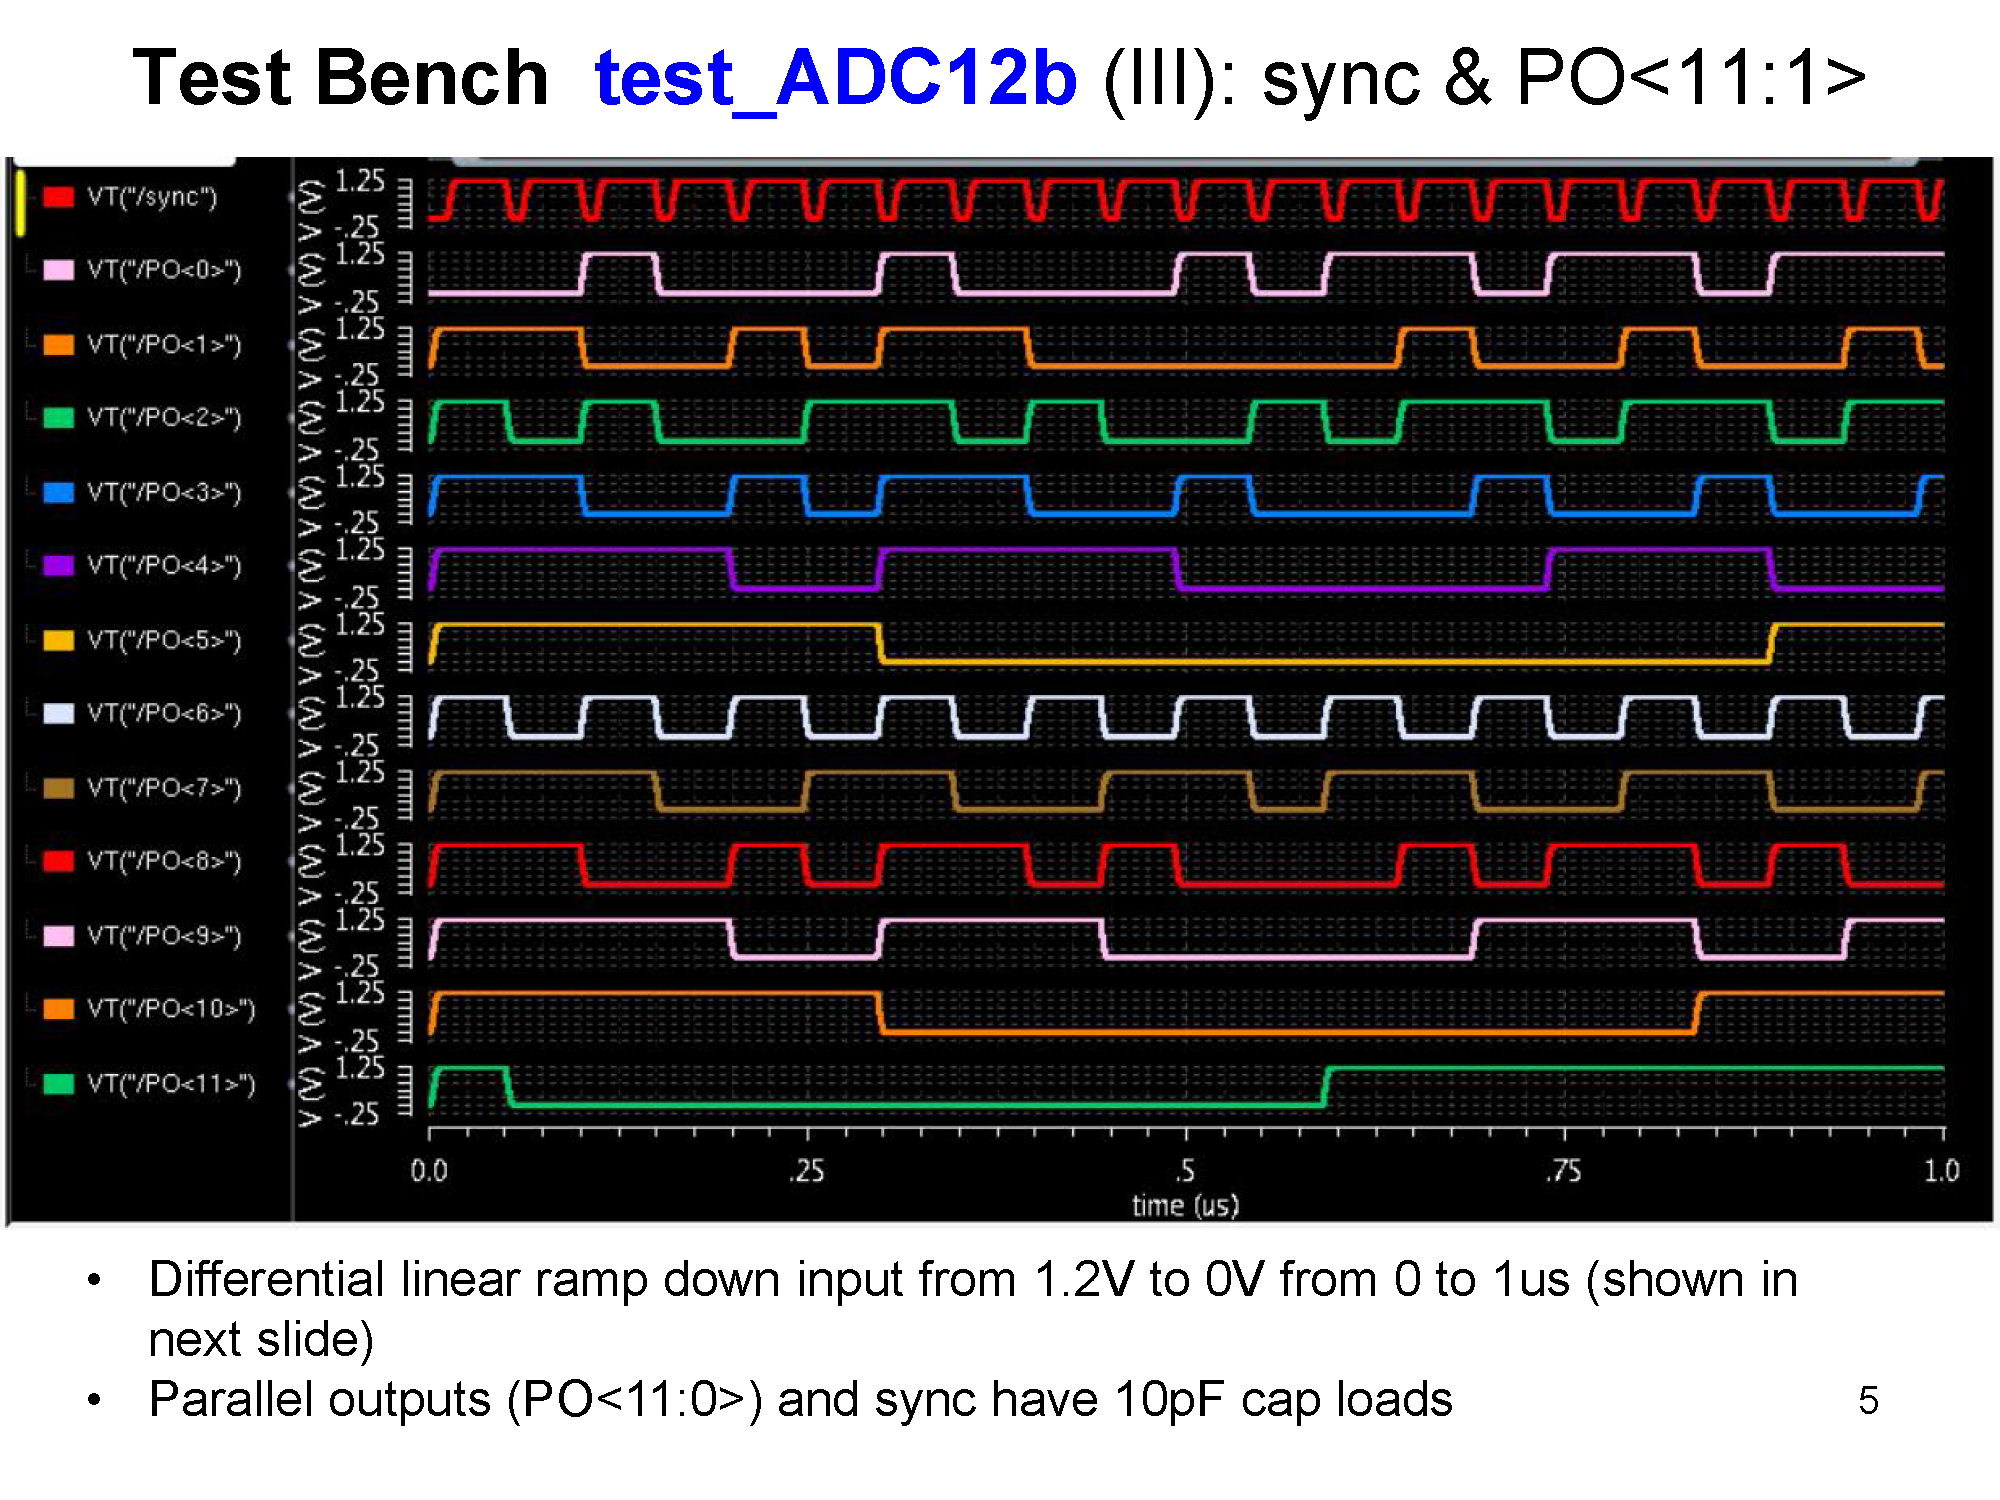 Test Bench test_ADC12b (III): sync & PO<11:1>
VT("/sync") (V) 1.25 -.25
VT("/PO<0>") (V) 1.25 -.25
VT("/PO<1>") (V) 1.25 -.25
VT("/PO<2>") (V) 1.25 -.25
VT("/PO<3>") (V) 1.25 -.25
VT("/PO<4>") (V) 1.25 -.25
VT("/PO<5>") (V) 1.25 -.25
VT("/PO<6>") (V) 1.25 -.25
VT("/PO<7>") (V) 1.25 -.25
VT("/PO<8>") (V) 1.25 -.25
VT("/PO<9>") (V) 1.25 -.25
VT("/PO<10>") (V) 1.25 -.25
VT("/PO<11>") (V) 1.25 -.25
0.0 .25 .5 .75 1.0
time (us)
• Differential linear ramp down input from 1.2V to 0V from 0 to 1us (shown in
next slide)
• Parallel outputs (PO<11:0>) and sync have 10pF cap loads
5